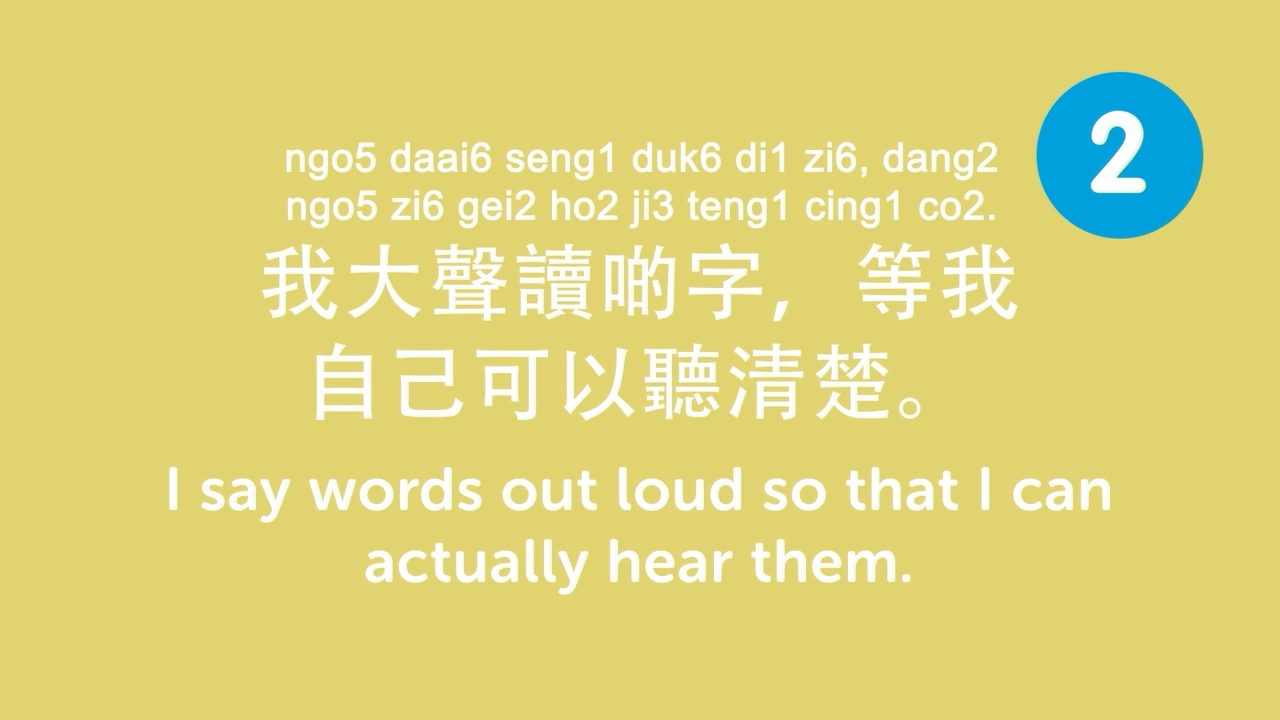 2
ngo5 daai6 seng1 duk6 di1 zi6, dang2
ngo5 zi6 gei2 ho2 ji3 teng1 cing1 co2.
我大聲讀啲字，等我
自己可以聽清楚。
I say words out loud so that I can
actually hear them.